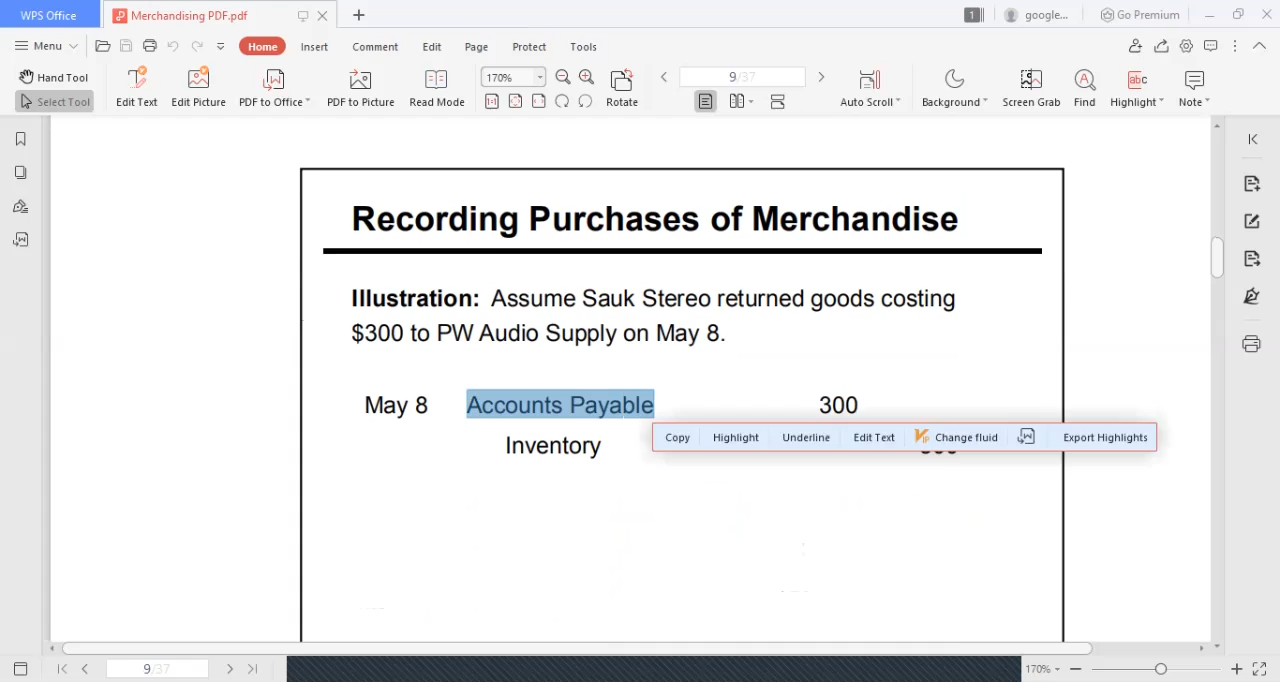 WPS Office
Merchandising PDF.pdf
1
google...
Go Premium
Menu
Home
Insert
Comment
Edit
Page
Protect
Tools
Hand Tool
Select Tool
Edit Text
Edit Picture
PDF to Office
PDF to Picture
Read Mode
170%
Rotate
9/37
Auto Scroll
Background
Screen Grab
Find
Highlight
Note
Recording Purchases of Merchandise
Illustration: Assume Sauk Stereo returned goods costing
$300 to PW Audio Supply on May 8.
May 8 Accounts Payable 300
Copy Highlight Underline Edit Text Change fluid Export Highlights
Inventory
9/37
170%